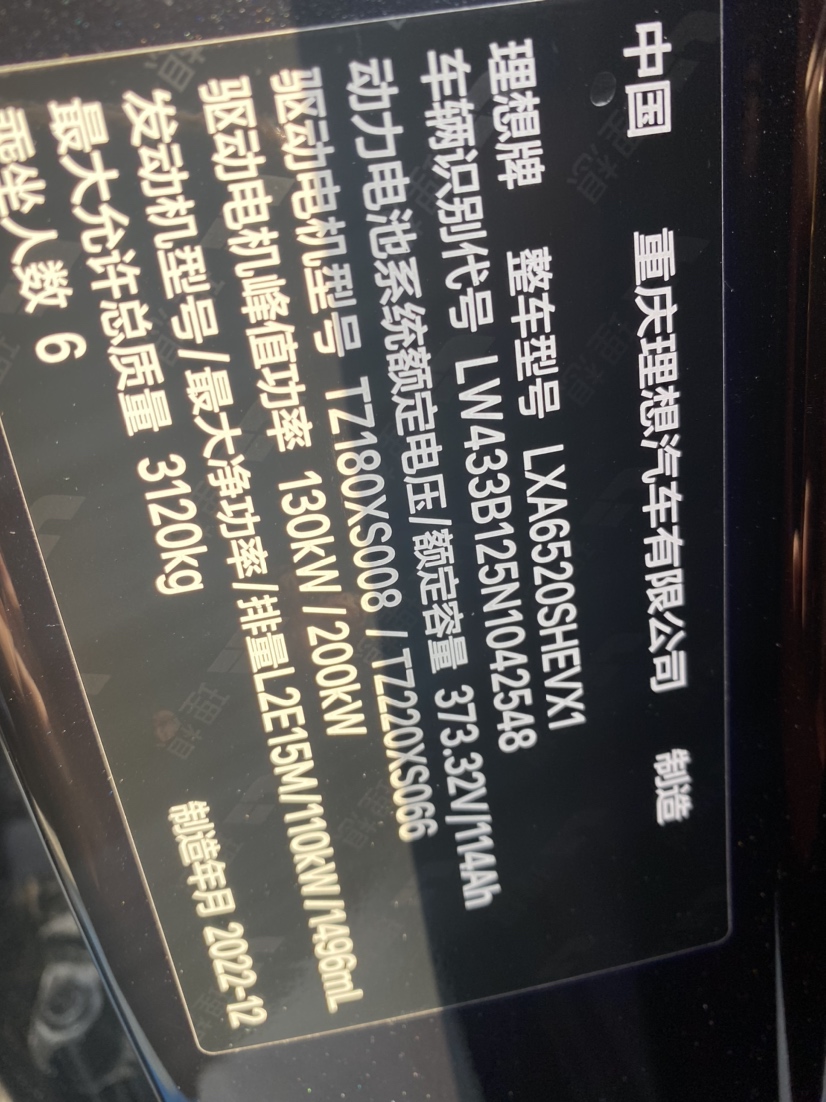 中国 重庆理想汽车有限公司 制造
理想牌 整车型号 LXA6520SHEVX1
车辆识别代号 LW433B125N1042548
动力电池系统额定电压/额定容量 373.32V/114Ah
驱动电机型号 TZ180XS008 / TZ220XS066
驱动电机峰值功率 130kW / 200kW
发动机型号/最大净功率/排量L2E15M/110kW/1496mL
最大允许总质量 3120kg
乘坐人数 6
制造年月 2022-12